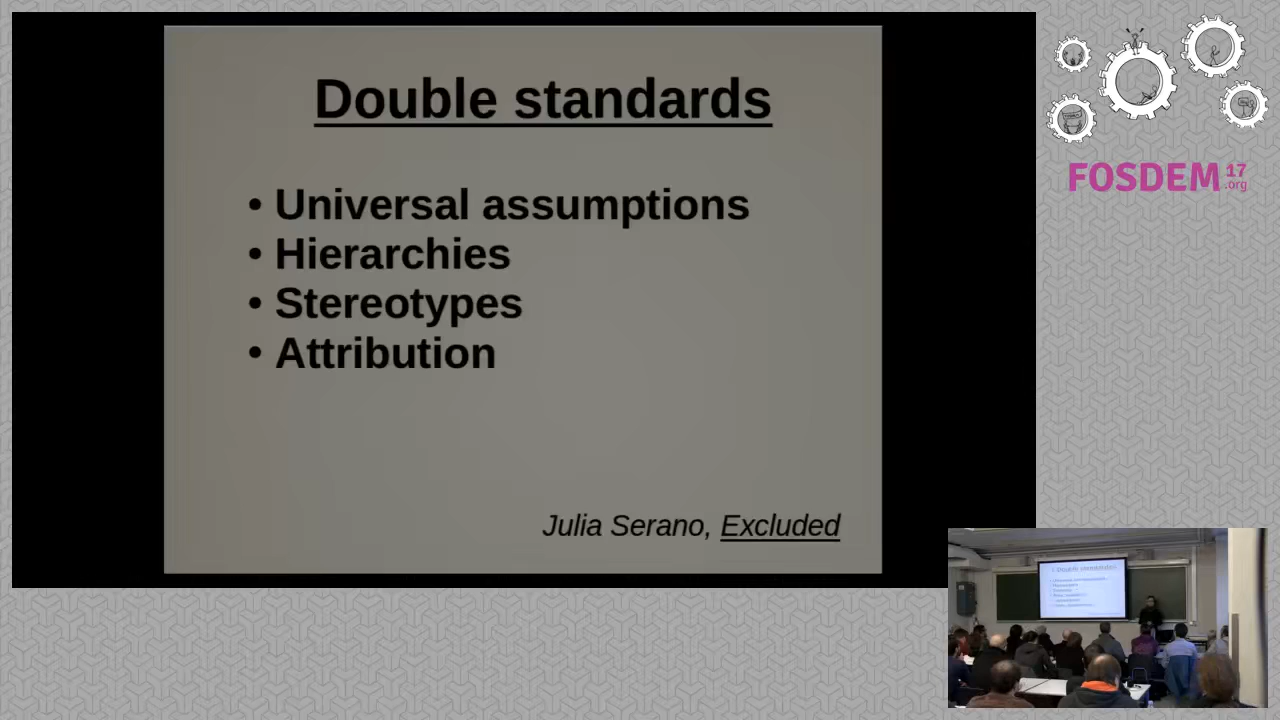 Double standards
• Universal assumptions
• Hierarchies
• Stereotypes
• Attribution
Julia Serano, Excluded
FOSDEM 17
.org